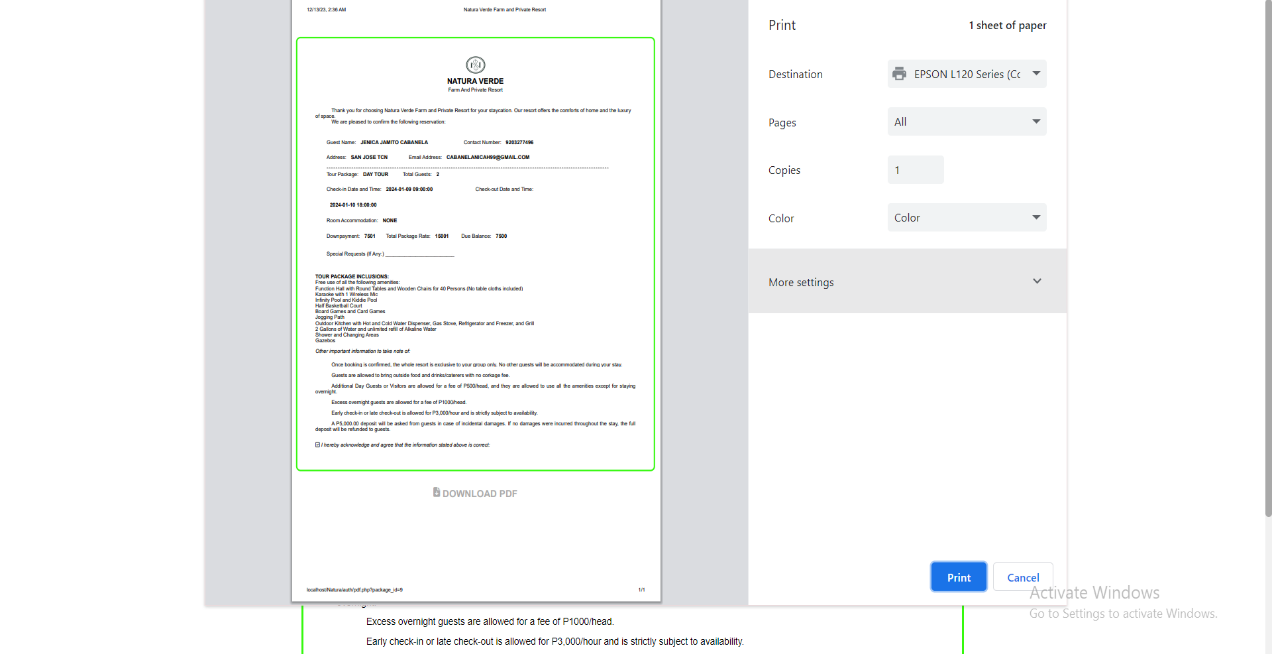 12/13/23, 2:36 AM
Natura Verde Farm and Private Resort
NATURA VERDE
Farm And Private Resort
Thank you for choosing Natura Verde Farm and Private Resort for your staycation. Our resort offers the comforts of home and the luxury
of space.
We are pleased to confirm the following reservation:
Guest Name: JENICA JAMITO CABANELA Contact Number: 9203277496
Address: SAN JOSE TCN Email Address: CABANELANICAH99@GMAIL.COM
Tour Package: DAY TOUR Total Guests: 2
Check-in Date and Time: 2024-01-09 09:00:00 Check-out Date and Time:
2024-01-10 18:00:00
Room Accommodation: NONE
Downpayment: 7501 Total Package Rate: 15001 Due Balance: 7500
Special Requests (If Any:) ____________________
TOUR PACKAGE INCLUSIONS:
Free use of all the following amenities:
Function Hall with Round Tables and Wooden Chairs for 40 Persons (No table cloths included)
Karaoke with 1 Wireless Mic
Infinity Pool and Kiddie Pool
Half Basketball Court
Board Games and Card Games
Jogging Path
Outdoor Kitchen with Hot and Cold Water Dispenser, Gas Stove, Refrigerator and Freezer, and Grill
2 Gallons of Water and unlimited refill of Alkaline Water
Shower and Changing Areas
Gazebos
Other important information to take note of:
Once booking is confirmed, the whole resort is exclusive to your group only. No other guests will be accommodated during your stay.
Guests are allowed to bring outside food and drinks/caterers with no corkage fee.
Additional Day Guests or Visitors are allowed for a fee of P500/head, and they are allowed to use all the amenities except for staying
overnight.
Excess overnight guests are allowed for a fee of P1000/head.
Early check-in or late check-out is allowed for P3,000/hour and is strictly subject to availability.
A P5,000.00 deposit will be asked from guests in case of incidental damages. If no damages were incurred throughout the stay, the full
deposit will be refunded to guests.
I hereby acknowledge and agree that the information stated above is correct.
DOWNLOAD PDF
localhost/Natura/auth/pdf.php?package_id=9
1/1
Print
1 sheet of paper
Destination
EPSON L120 Series (Cc
Pages
All
Copies
1
Color
Color
More settings
Print
Cancel
Activate Windows
Go to Settings to activate Windows.
Excess overnight guests are allowed for a fee of P1000/head.
Early check-in or late check-out is allowed for P3,000/hour and is strictly subject to availability.